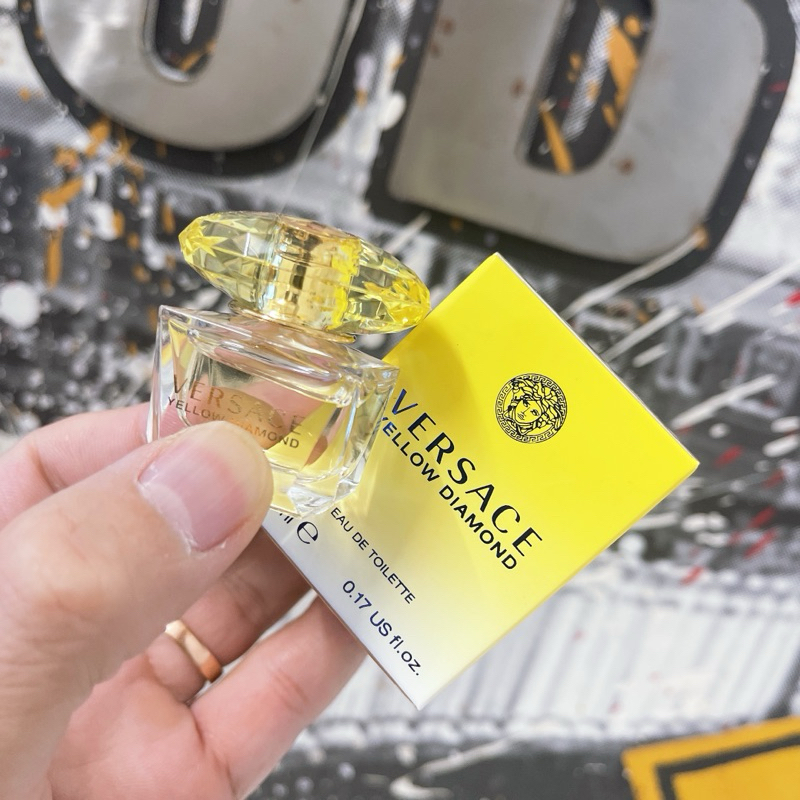 VERSACE
YELLOW DIAMOND
VERSACE
YELLOW DIAMOND
EAU DE TOILETTE
℮
0.17 US fl.oz.